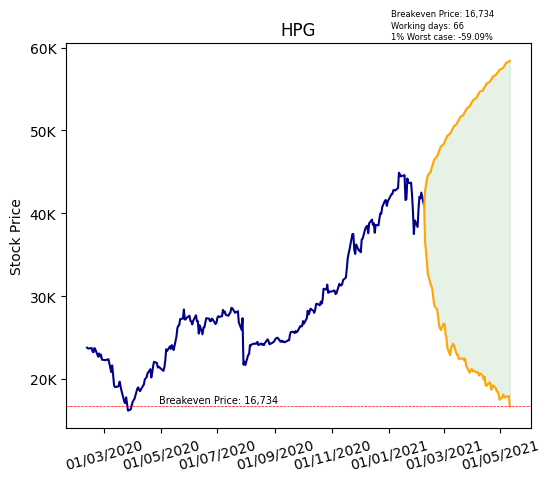 Breakeven Price: 16,734
Working days: 66
1% Worst case: -59.09%
HPG
60K
50K
40K
30K
20K
Stock Price
Breakeven Price: 16,734
01/03/2020
01/05/2020
01/07/2020
01/09/2020
01/11/2020
01/01/2021
01/03/2021
01/05/2021